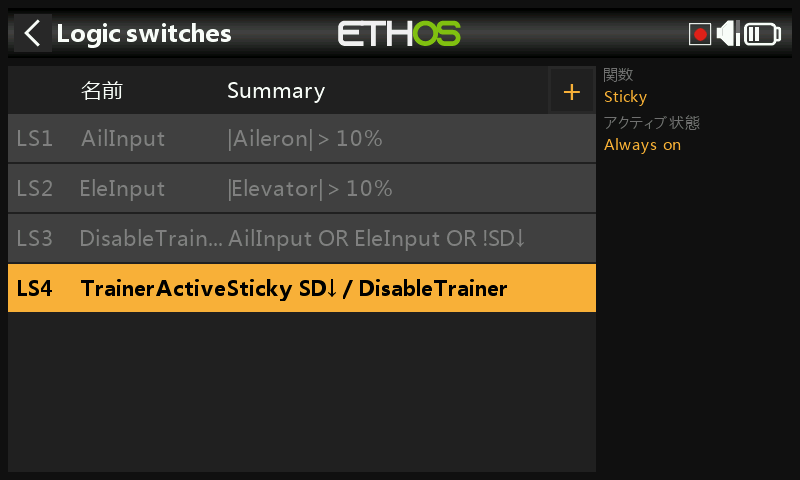 Logic switches
ETHOS
名前 Summary +
LS1 AilInput |Aileron| > 10%
LS2 EleInput |Elevator| > 10%
LS3 DisableTrain... AilInput OR EleInput OR !SD↓
LS4 TrainerActive Sticky SD↓ / DisableTrainer
関数
Sticky
アクティブ状態
Always on